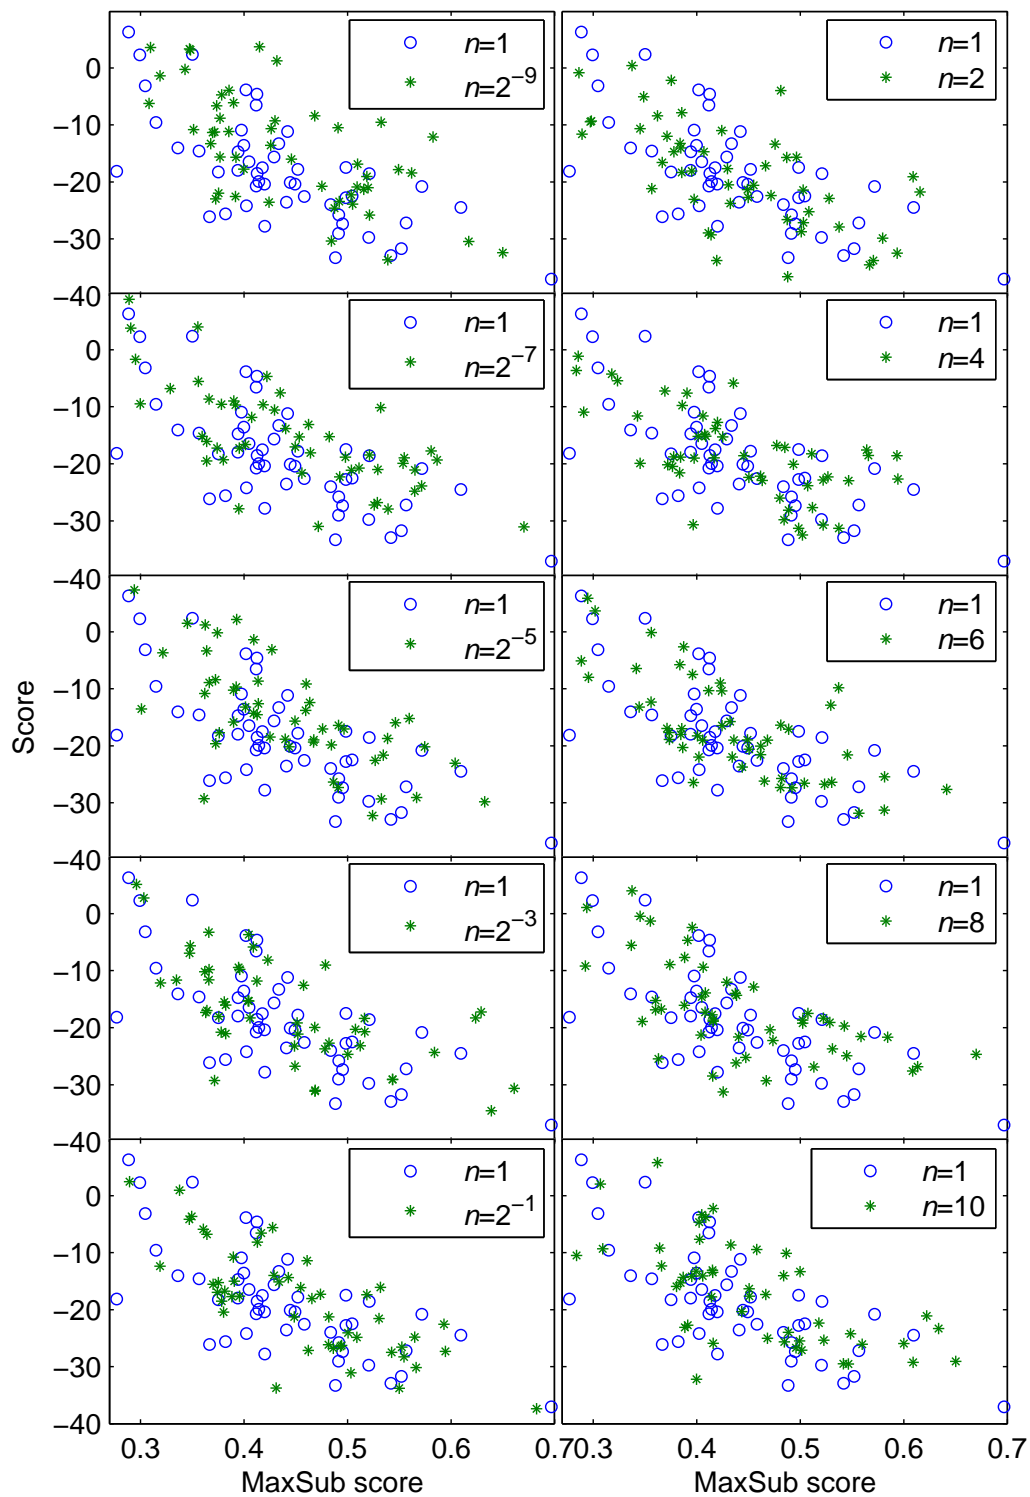 n=1
n=2^−9
n=1
n=2
0
−10
−20
−30
−40
n=1
n=2^−7
n=1
n=4
0
−10
−20
−30
−40
n=1
n=2^−5
n=1
n=6
0
−10
−20
−30
−40
Score
n=1
n=2^−3
n=1
n=8
0
−10
−20
−30
−40
n=1
n=2^−1
n=1
n=10
0
−10
−20
−30
−40
0.3 0.4 0.5 0.6 0.7 0.3 0.4 0.5 0.6 0.7
MaxSub score MaxSub score